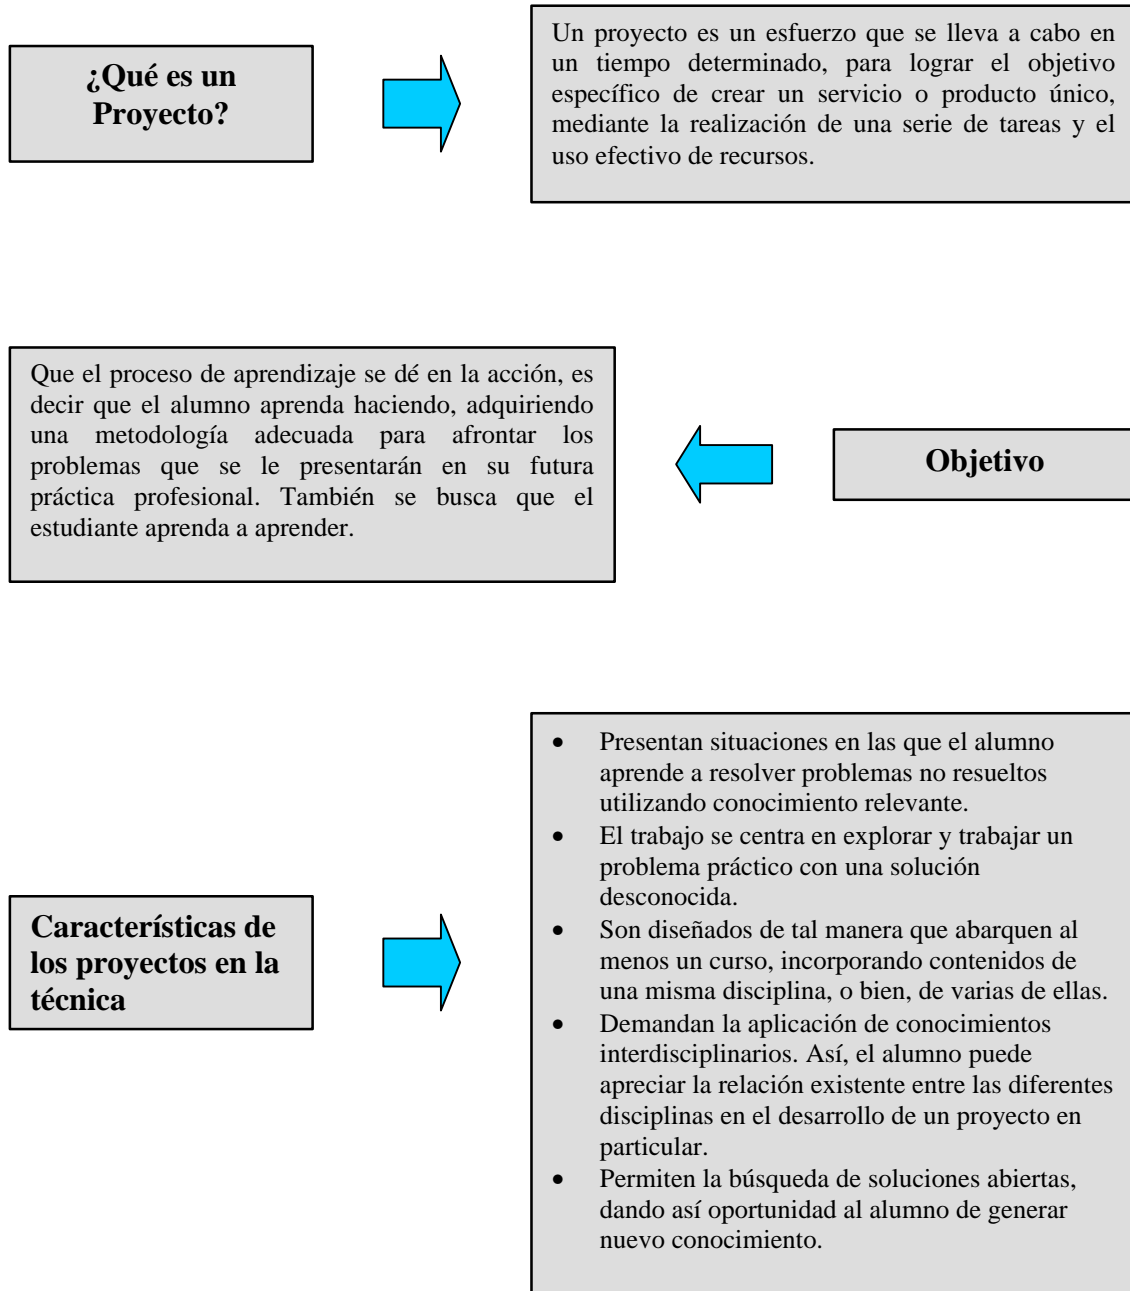 ¿Qué es un
Proyecto?
Un proyecto es un esfuerzo que se lleva a cabo en
un tiempo determinado, para lograr el objetivo
específico de crear un servicio o producto único,
mediante la realización de una serie de tareas y el
uso efectivo de recursos.
Que el proceso de aprendizaje se dé en la acción, es
decir que el alumno aprenda haciendo, adquiriendo
una metodología adecuada para afrontar los
problemas que se le presentarán en su futura
práctica profesional. También se busca que el
estudiante aprenda a aprender.
Objetivo
Característícas de
los proyectos en la
técnica
• Presentan situaciones en las que el alumno
aprende a resolver problemas no resueltos
utilizando conocimiento relevante.
• El trabajo se centra en explorar y trabajar un
problema práctico con una solución
desconocida.
• Son diseñados de tal manera que abarquen al
menos un curso, incorporando contenidos de
una misma disciplina, o bien, de varias de ellas.
• Demandan la aplicación de conocimientos
interdisciplinarios. Así, el alumno puede
apreciar la relación existente entre las diferentes
disciplinas en el desarrollo de un proyecto en
particular.
• Permiten la búsqueda de soluciones abiertas,
dando así oportunidad al alumno de generar
nuevo conocimiento.